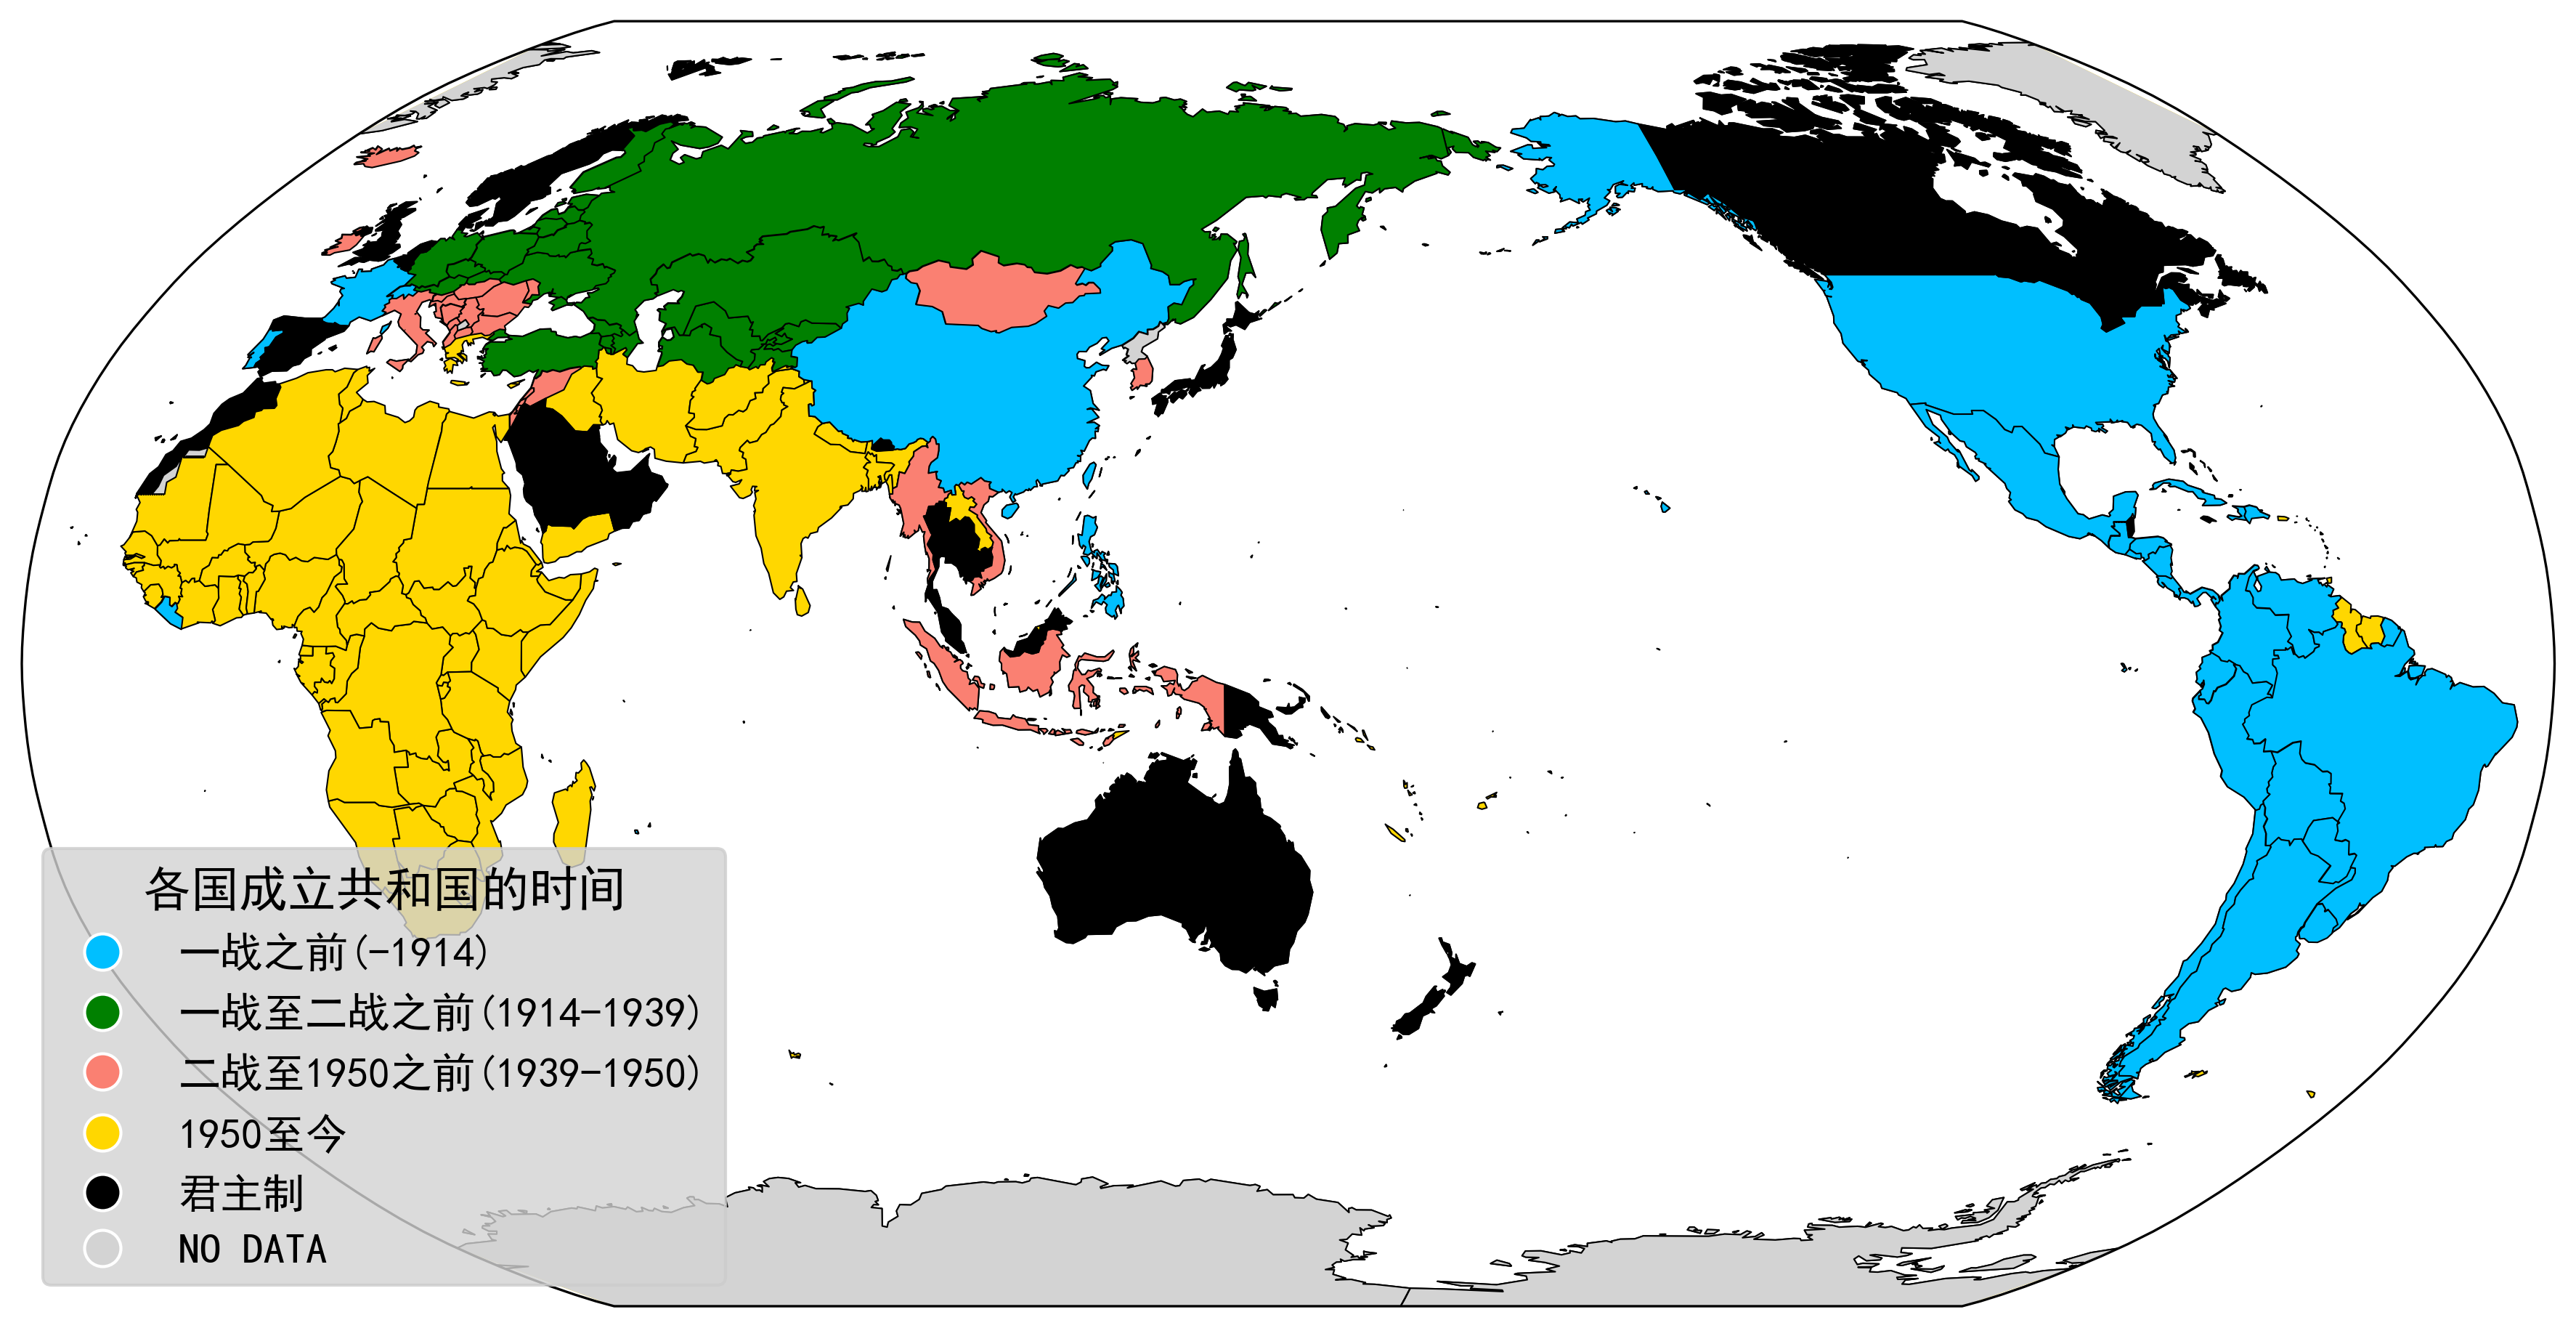 各国成立共和国的时间
一战之前(-1914)
一战至二战之前(1914-1939)
二战至1950之前(1939-1950)
1950至今
君主制
NO DATA